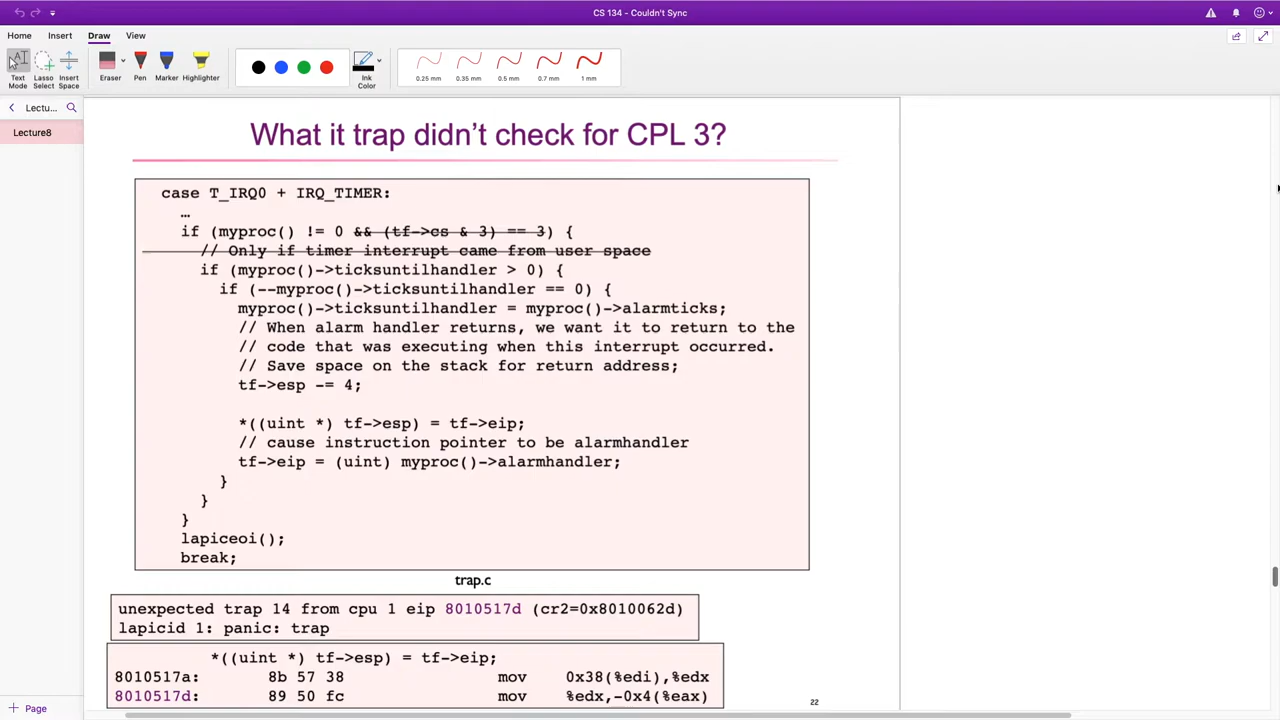 CS 134 - Couldn't Sync
Home Insert Draw View
Text Mode
Lasso Select
Insert Space
Eraser
Pen
Marker
Highlighter
Ink Color
0.25 mm
0.35 mm
0.5 mm
0.7 mm
1 mm
Lectu...
Lecture8
What it trap didn't check for CPL 3?
case T_IRQ0 + IRQ_TIMER:
…
if (myproc() != 0 && (tf->cs & 3) == 3) {
// Only if timer interrupt came from user space
if (myproc()->ticksuntilhandler > 0) {
if (--myproc()->ticksuntilhandler == 0) {
myproc()->ticksuntilhandler = myproc()->alarmticks;
// When alarm handler returns, we want it to return to the
// code that was executing when this interrupt occurred.
// Save space on the stack for return address;
tf->esp -= 4;
*((uint *) tf->esp) = tf->eip;
// cause instruction pointer to be alarmhandler
tf->eip = (uint) myproc()->alarmhandler;
}
}
}
lapiceoi();
break;
trap.c
unexpected trap 14 from cpu 1 eip 8010517d (cr2=0x8010062d)
lapicid 1: panic: trap
*((uint *) tf->esp) = tf->eip;
8010517a: 8b 57 38 mov 0x38(%edi),%edx
8010517d: 89 50 fc mov %edx,-0x4(%eax)
22
Page